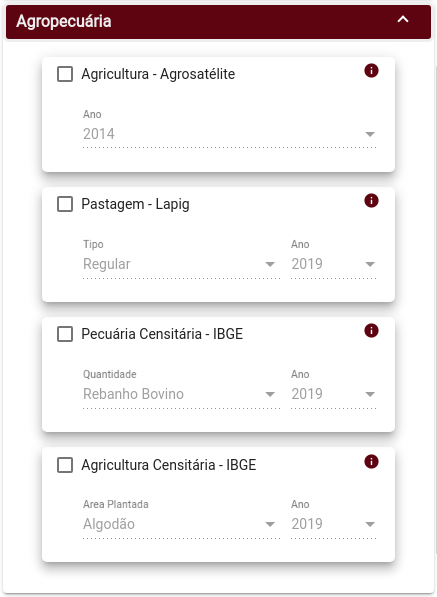 Agropecuária
Agricultura - Agrosatélite
Ano
2014
Pastagem - Lapig
Tipo Ano
Regular 2019
Pecuária Censitária - IBGE
Quantidade Ano
Rebanho Bovino 2019
Agricultura Censitária - IBGE
Area Plantada Ano
Algodão 2019